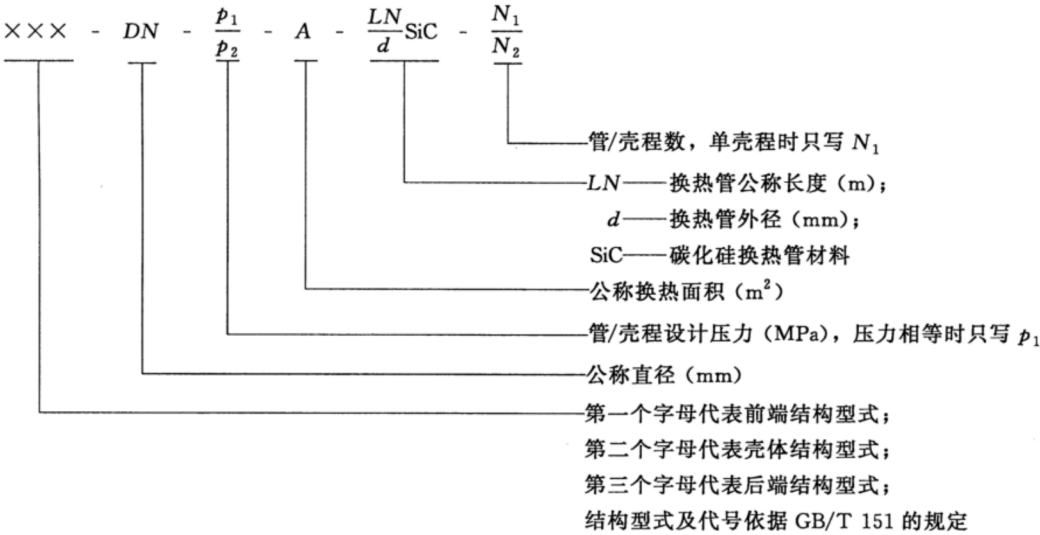 ××× - DN - p₁/p₂ - A - LN/d SiC - N₁/N₂
管/壳程数，单壳程时只写 N₁
LN——换热管公称长度（m）；
d——换热管外径（mm）；
SiC——碳化硅换热管材料
公称换热面积（m²）
管/壳程设计压力（MPa），压力相等时只写 p₁
公称直径（mm）
第一个字母代表前端结构型式；
第二个字母代表壳体结构型式；
第三个字母代表后端结构型式；
结构型式及代号依据 GB/T 151 的规定